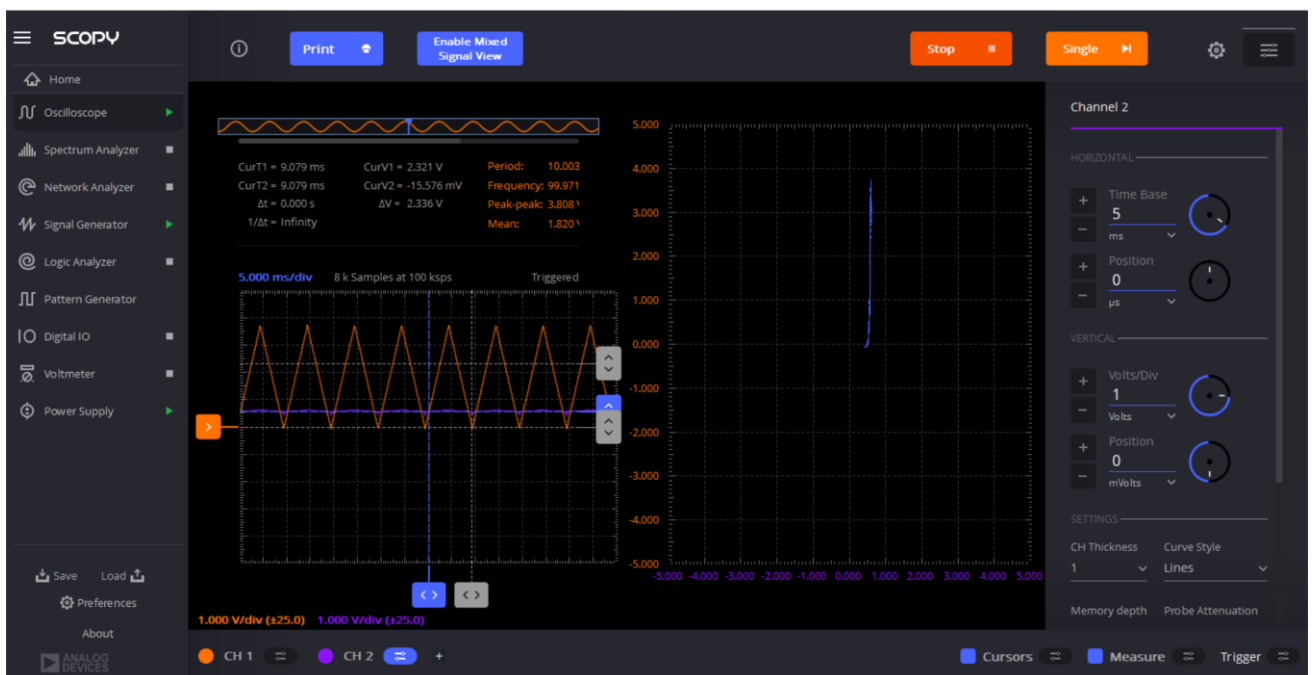 SCOPY
Home
Oscilloscope
Spectrum Analyzer
Network Analyzer
Signal Generator
Logic Analyzer
Pattern Generator
Digital IO
Voltmeter
Power Supply
Save Load
Preferences
About
ANALOG
DEVICES
Print
Enable Mixed
Signal View
Stop
Single
CurT1 = 9.079 ms CurV1 = 2.321 V Period: 10.003
CurT2 = 9.079 ms CurV2 = -15.576 mV Frequency: 99.971
Δt = 0.000 s ΔV = 2.336 V Peak-peak: 3.808
1/Δt = Infinity Mean: 1.820
5.000 ms/div 8 k Samples at 100 ksps Triggered
5.000
4.000
3.000
2.000
1.000
0.000
-1.000
-2.000
-3.000
-4.000
-5.000
-5.000 -4.000 -3.000 -2.000 -1.000 0.000 1.000 2.000 3.000 4.000 5.000
1.000 V/div (±25.0) 1.000 V/div (±25.0)
CH 1 CH 2 +
Cursors Measure Trigger
Channel 2
HORIZONTAL
+ Time Base
5
- ms
+ Position
0
- µs
VERTICAL
+ Volts/Div
1
- Volts
+ Position
0
- mVolts
SETTINGS
CH Thickness Curve Style
1 Lines
Memory depth Probe Attenuation